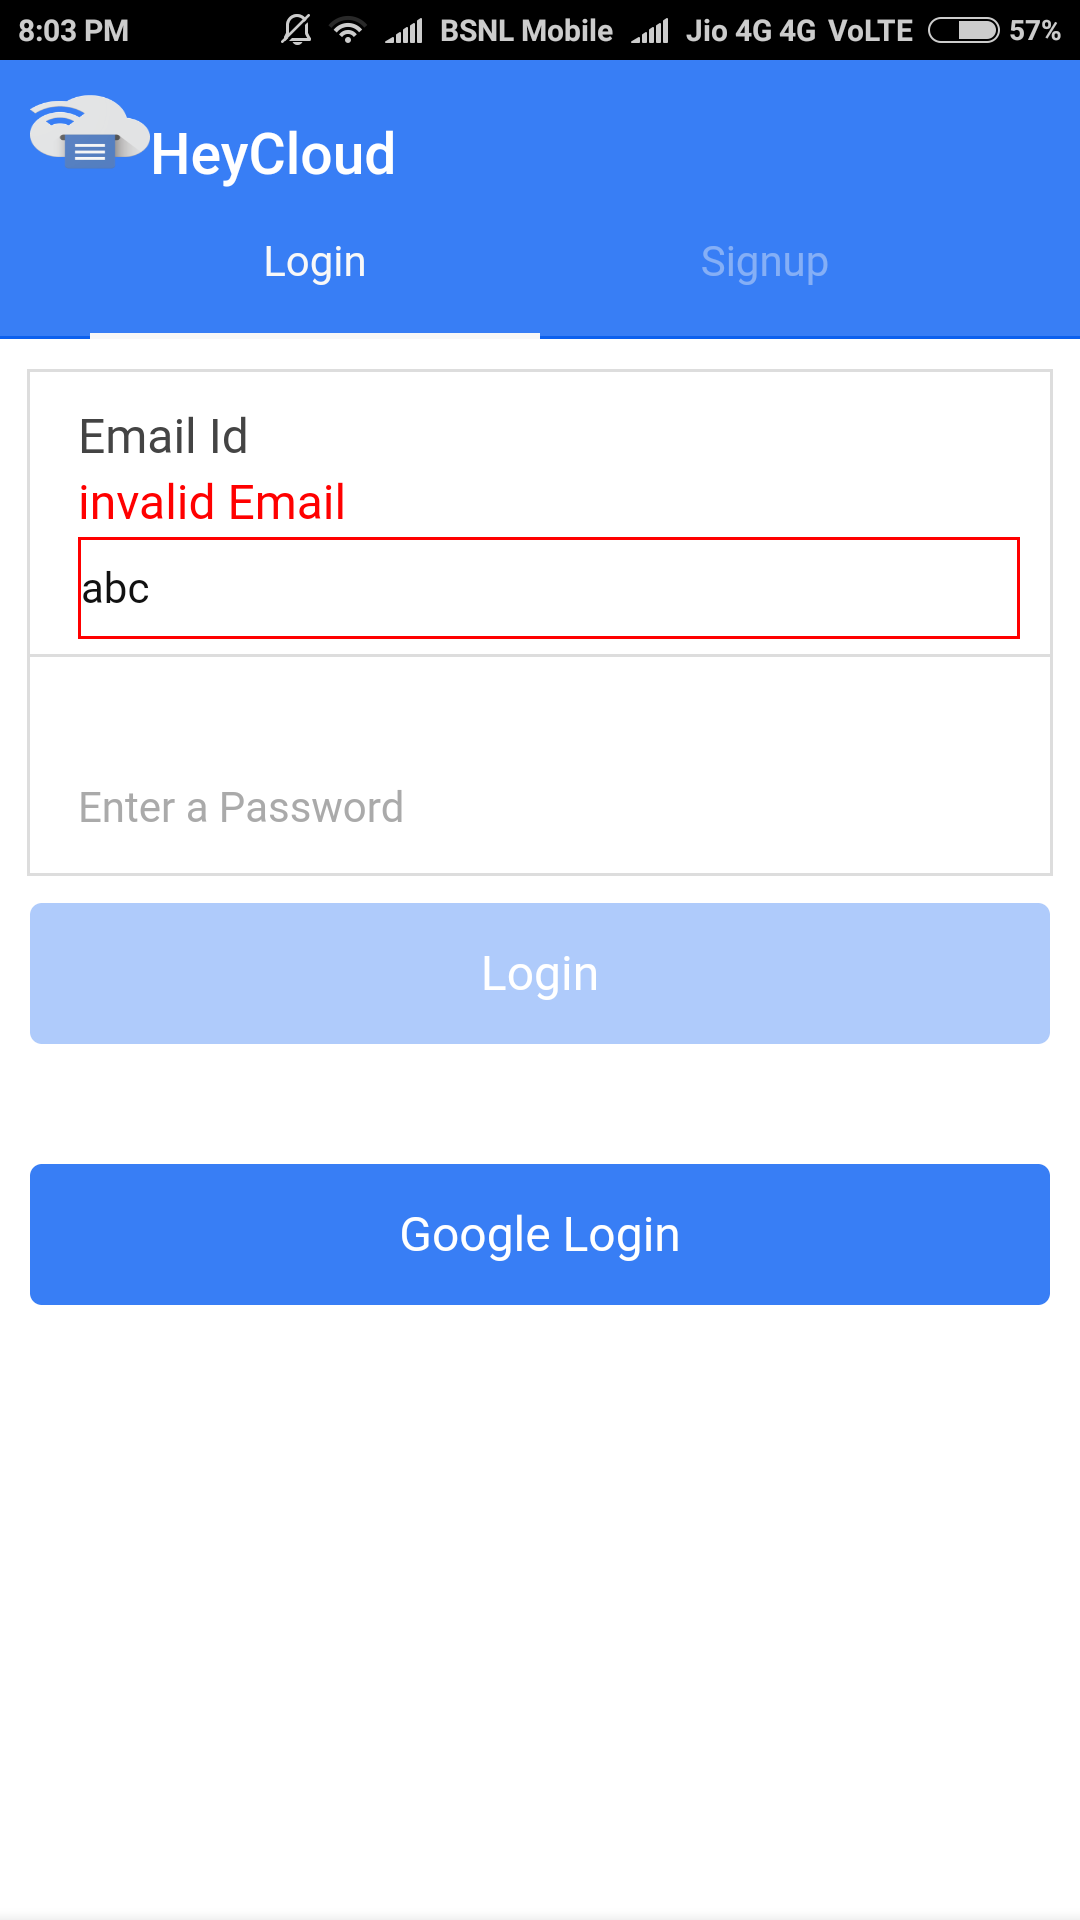 8:03 PM BSNL Mobile Jio 4G 4G VoLTE 57%
HeyCloud
Login Signup
Email Id
invalid Email
abc
Enter a Password
Login
Google Login